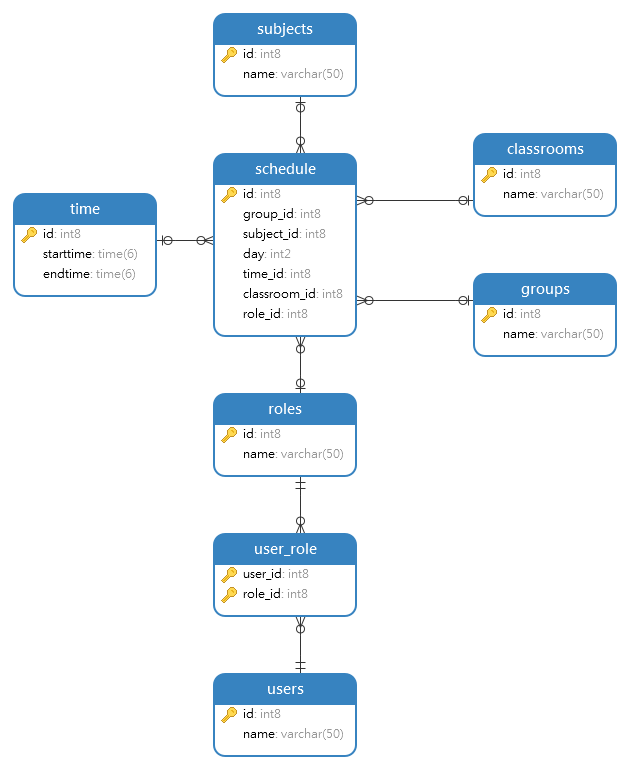 subjects
id: int8
name: varchar(50)
schedule
id: int8
group_id: int8
subject_id: int8
day: int2
time_id: int8
classroom_id: int8
role_id: int8
classrooms
id: int8
name: varchar(50)
time
id: int8
starttime: time(6)
endtime: time(6)
groups
id: int8
name: varchar(50)
roles
id: int8
name: varchar(50)
user_role
user_id: int8
role_id: int8
users
id: int8
name: varchar(50)